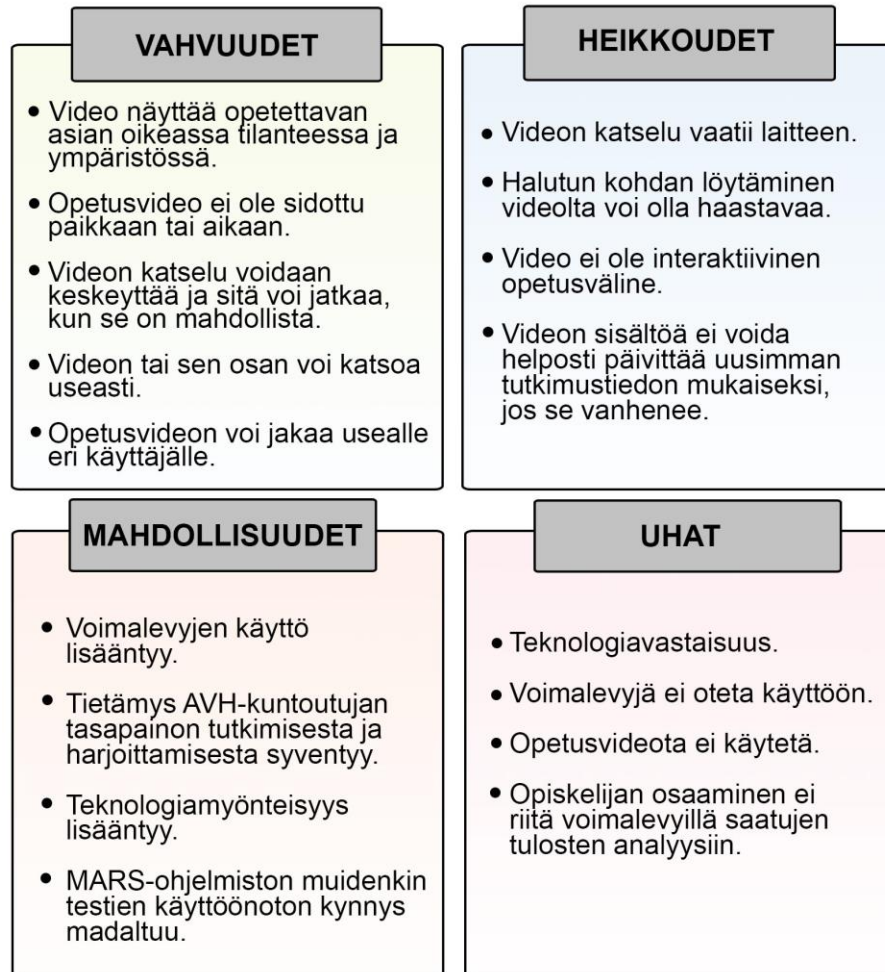 VAHVUUDET
• Video näyttää opetettavan
asian oikeassa tilanteessa ja
ympäristössä.
• Opetusvideo ei ole sidottu
paikkaan tai aikaan.
• Videon katselu voidaan
keskeyttää ja sitä voi jatkaa,
kun se on mahdollista.
• Videon tai sen osan voi katsoa
useasti.
• Opetusvideon voi jakaa usealle
eri käyttäjälle.
HEIKKOUDET
• Videon katselu vaatii laitteen.
• Halutun kohdan löytäminen
videolta voi olla haastavaa.
• Video ei ole interaktiivinen
opetusväline.
• Videon sisältöä ei voida
helposti päivittää uusimman
tutkimustiedon mukaiseksi,
jos se vanhenee.
MAHDOLLISUUDET
• Voimalevyjen käyttö
lisääntyy.
• Tietämys AVH-kuntoutujan
tasapainon tutkimisesta ja
harjoittamisesta syventyy.
• Teknologiamyönteisyys
lisääntyy.
• MARS-ohjelmiston muidenkin
testien käyttöönoton kynnys
madaltuu.
UHAT
• Teknologiavastaisuus.
• Voimalevyjä ei oteta käyttöön.
• Opetusvideota ei käytetä.
• Opiskelijan osaaminen ei
riitä voimalevyillä saatujen
tulosten analyysiin.